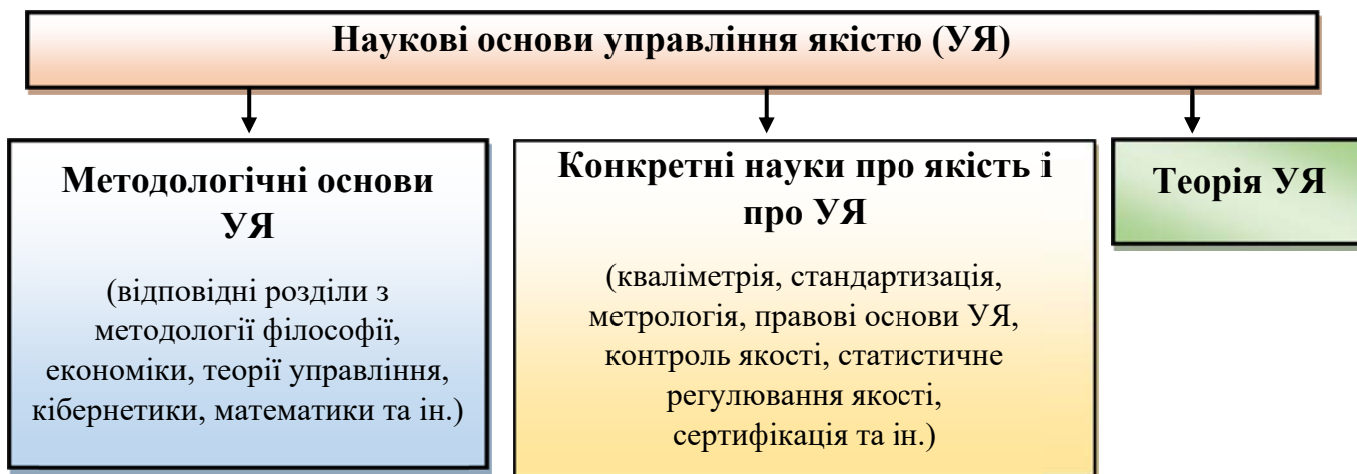 Наукові основи управління якістю (УЯ)
Методологічні основи
УЯ
(відповідні розділи з
методології філософії,
економіки, теорії управління,
кібернетики, математики та ін.)
Конкретні науки про якість і
про УЯ
(кваліметрія, стандартизація,
метрологія, правові основи УЯ,
контроль якості, статистичне
регулювання якості,
сертифікація та ін.)
Теорія УЯ